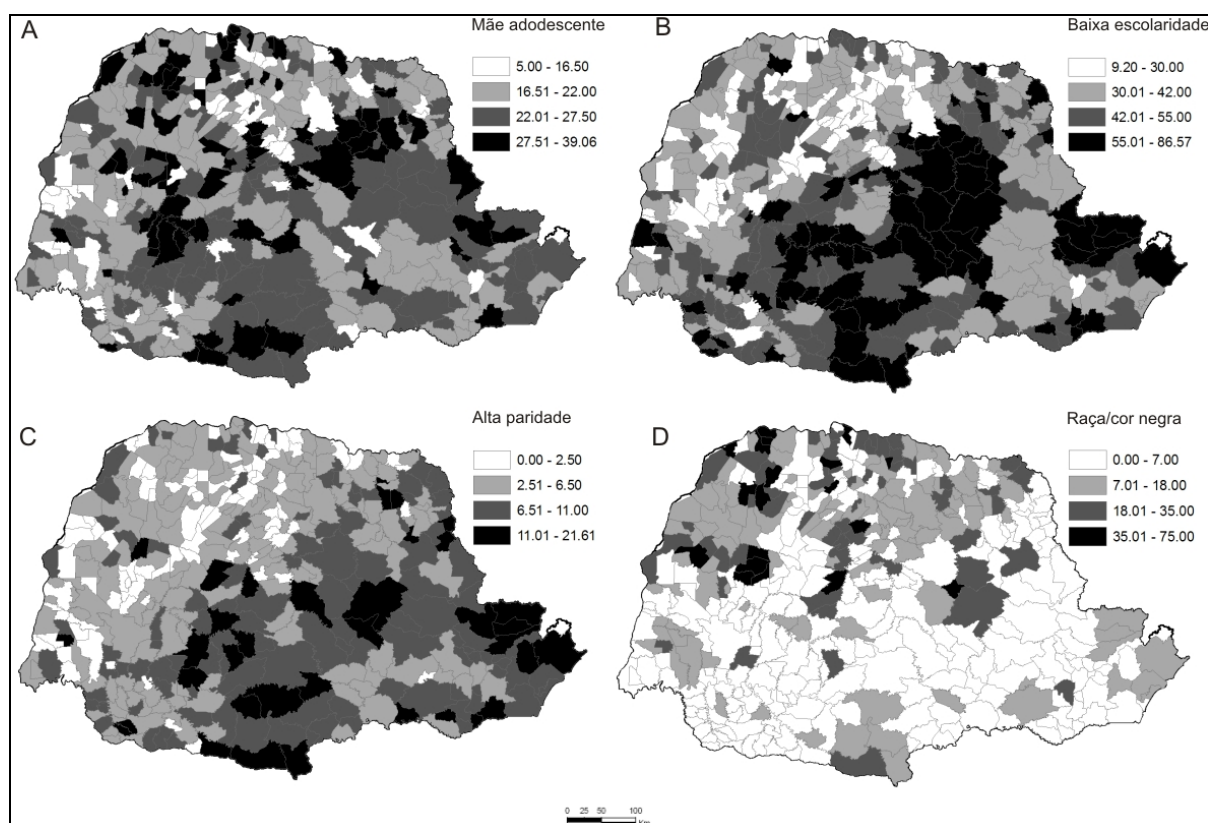 A
Mãe adodescente
5.00 - 16.50
16.51 - 22.00
22.01 - 27.50
27.51 - 39.06
B
Baixa escolaridade
9.20 - 30.00
30.01 - 42.00
42.01 - 55.00
55.01 - 86.57
C
Alta paridade
0.00 - 2.50
2.51 - 6.50
6.51 - 11.00
11.01 - 21.61
D
Raça/cor negra
0.00 - 7.00
7.01 - 18.00
18.01 - 35.00
35.01 - 75.00
0 25 50 100
Km